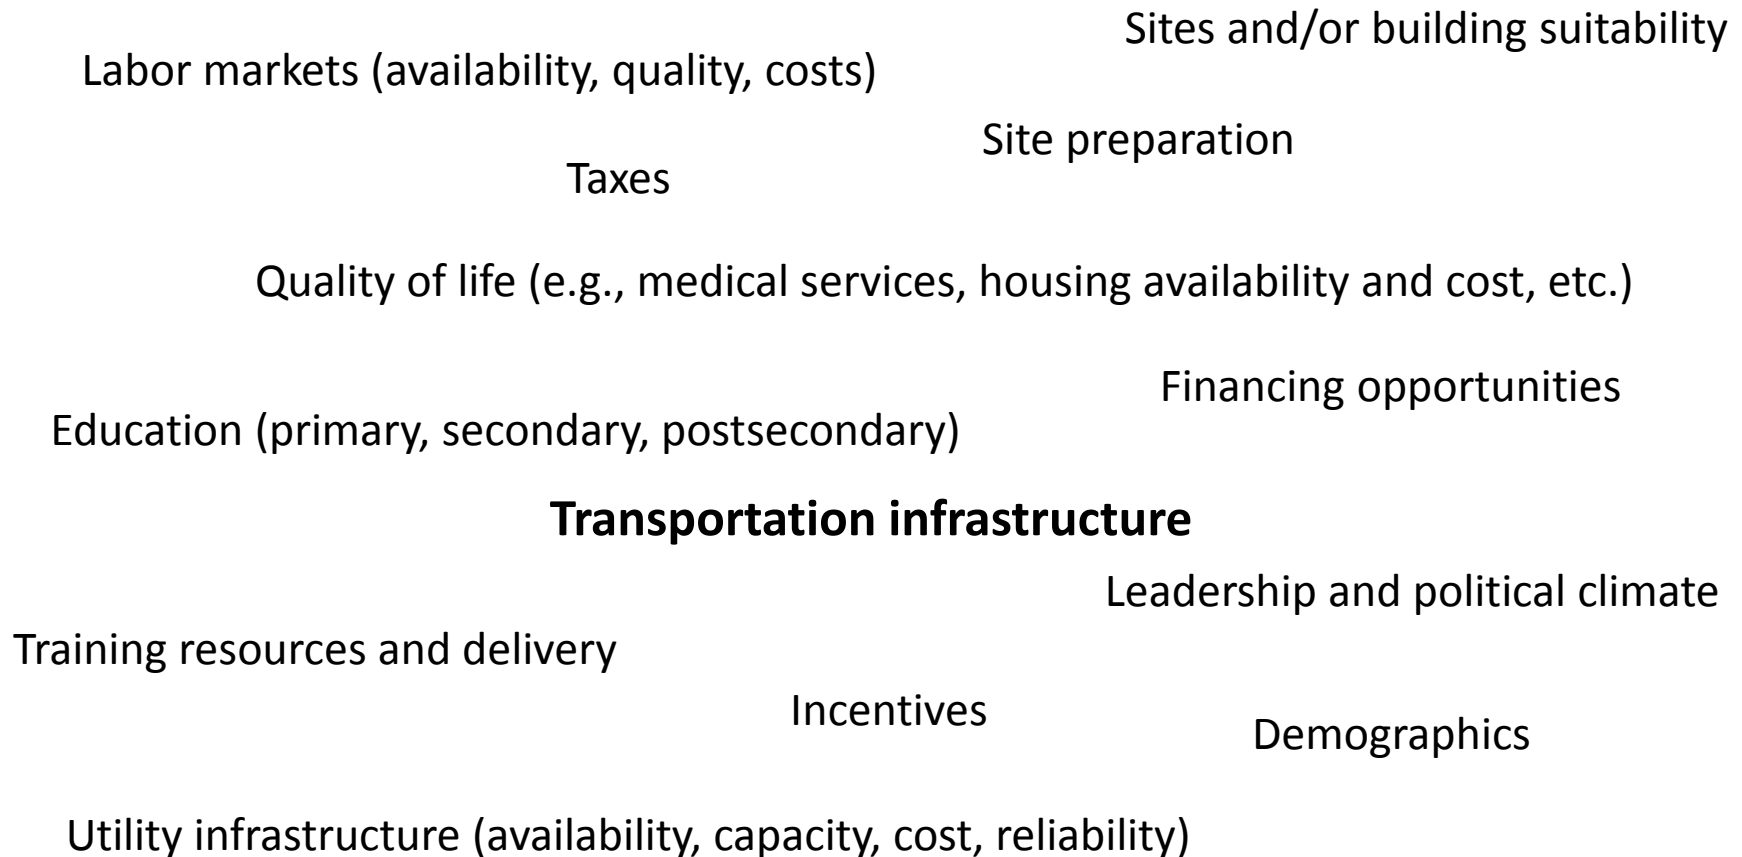 Sites and/or building suitability
Labor markets (availability, quality, costs)
Site preparation
Taxes
Quality of life (e.g., medical services, housing availability and cost, etc.)
Financing opportunities
Education (primary, secondary, postsecondary)
Transportation infrastructure
Leadership and political climate
Training resources and delivery
Incentives
Demographics
Utility infrastructure (availability, capacity, cost, reliability)